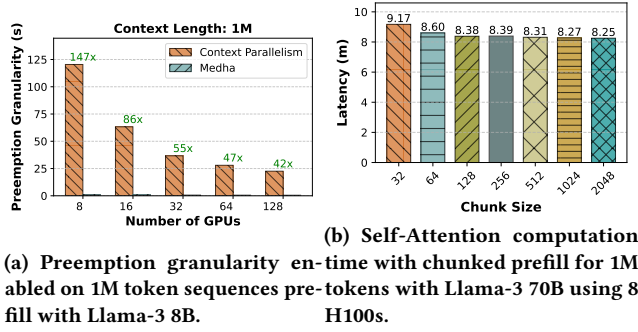 Context Length: 1M
Preemption Granularity (s)
125
100
75
50
25
0
147x
86x
55x
47x
42x
Context Parallelism
Medha
8 16 32 64 128
Number of GPUs
(a) Preemption granularity en-
abled on 1M token sequences pre-
fill with Llama-3 8B.
Latency (m)
10
8
6
4
2
0
9.17 8.60 8.38 8.39 8.31 8.27 8.25
32 64 128 256 512 1024 2048
Chunk Size
(b) Self-Attention computation
time with chunked prefill for 1M
tokens with Llama-3 70B using 8
H100s.